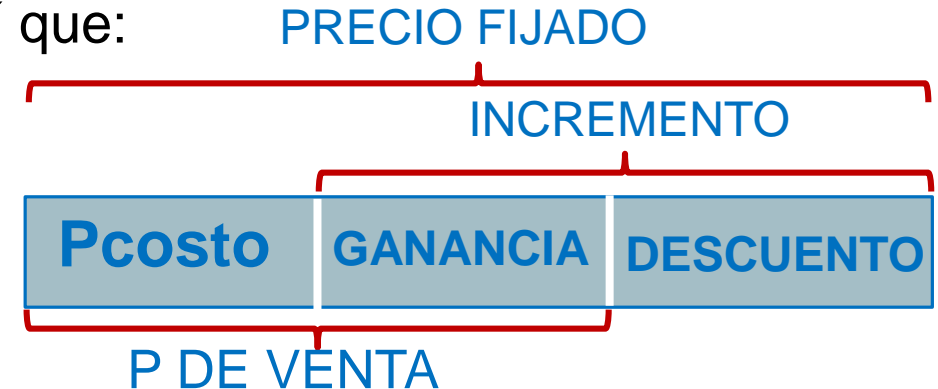 que:
PRECIO FIJADO
INCREMENTO
Pcosto GANANCIA DESCUENTO
P DE VENTA